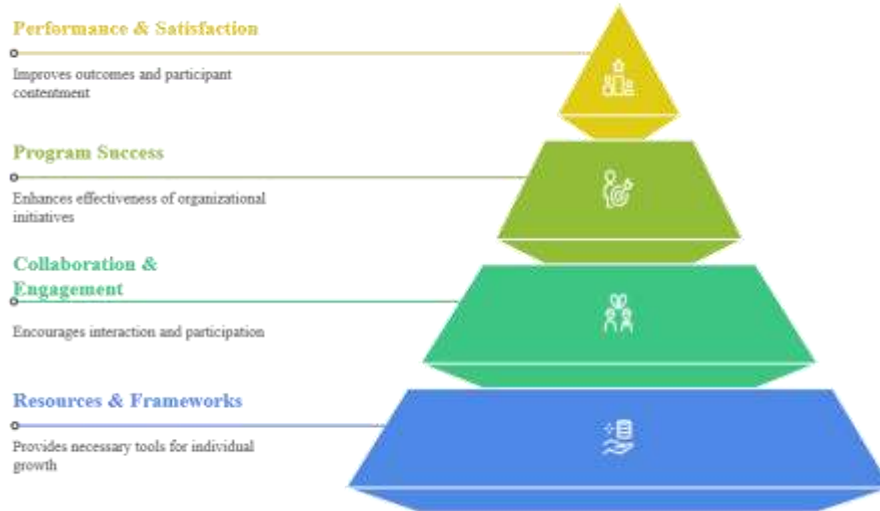 Performance & Satisfaction
Improves outcomes and participant
contentment
Program Success
Enhances effectiveness of organizational
initiatives
Collaboration &
Engagement
Encourages interaction and participation
Resources & Frameworks
Provides necessary tools for individual
growth